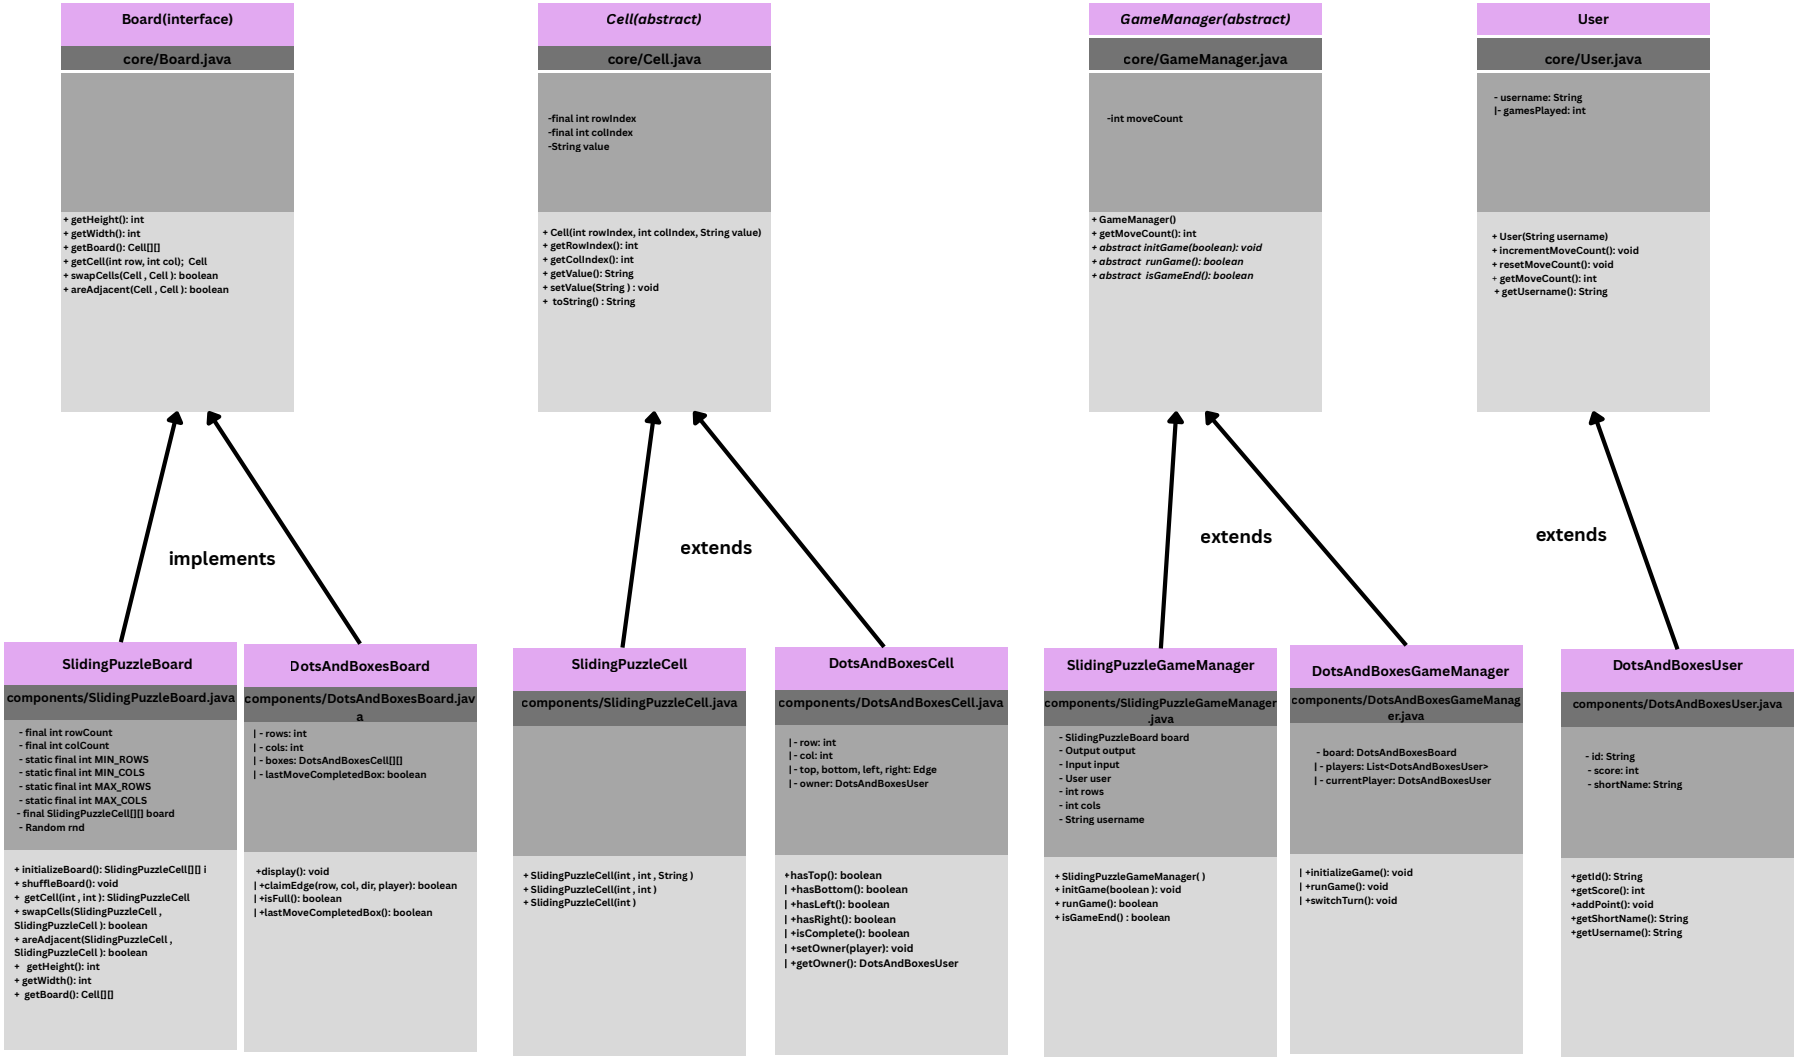 Board(interface)
core/Board.java
+ getHeight(): int
+ getWidth(): int
+ getBoard(): Cell[][]
+ getCell(int row, int col);  Cell
+ swapCells(Cell , Cell ): boolean
+ areAdjacent(Cell , Cell ): boolean
Cell(abstract)
core/Cell.java
-final int rowIndex
-final int colIndex
-String value
+ Cell(int rowIndex, int colIndex, String value)
+ getRowIndex(): int
+ getColIndex(): int
+ getValue(): String
+ setValue(String ) : void
+  toString() : String
GameManager(abstract)
core/GameManager.java
-int moveCount
+ GameManager()
+ getMoveCount(): int
+ abstract initGame(boolean): void
+ abstract  runGame(): boolean
+ abstract  isGameEnd(): boolean
User
core/User.java
- username: String
|- gamesPlayed: int
+ User(String username)
+ incrementMoveCount(): void
+ resetMoveCount(): void
+ getMoveCount(): int
+ getUsername(): String
implements
extends
extends
extends
SlidingPuzzleBoard
components/SlidingPuzzleBoard.java
- final int rowCount
- final int colCount
- static final int MIN_ROWS
- static final int MIN_COLS
- static final int MAX_ROWS
- static final int MAX_COLS
- final SlidingPuzzleCell[][] board
- Random rnd
+ initializeBoard(): SlidingPuzzleCell[][] i
+ shuffleBoard(): void
+  getCell(int , int ): SlidingPuzzleCell
+ swapCells(SlidingPuzzleCell ,
SlidingPuzzleCell ): boolean
+ areAdjacent(SlidingPuzzleCell ,
SlidingPuzzleCell ): boolean
+   getHeight(): int
+ getWidth(): int
+  getBoard(): Cell[][]
DotsAndBoxesBoard
components/DotsAndBoxesBoard.jav
a
| - rows: int
| - cols: int
| - boxes: DotsAndBoxesCell[][]
| - lastMoveCompletedBox: boolean
+display(): void
| +claimEdge(row, col, dir, player): boolean
| +isFull(): boolean
| +lastMoveCompletedBox(): boolean
SlidingPuzzleCell
components/SlidingPuzzleCell.java
+ SlidingPuzzleCell(int , int , String )
+ SlidingPuzzleCell(int , int )
+ SlidingPuzzleCell(int )
DotsAndBoxesCell
components/DotsAndBoxesCell.java
| - row: int
| - col: int
| - top, bottom, left, right: Edge
| - owner: DotsAndBoxesUser
+hasTop(): boolean
| +hasBottom(): boolean
| +hasLeft(): boolean
| +hasRight(): boolean
| +isComplete(): boolean
| +setOwner(player): void
| +getOwner(): DotsAndBoxesUser
SlidingPuzzleGameManager
components/SlidingPuzzleGameManager
.java
- SlidingPuzzleBoard board
- Output output
- Input input
- User user
- int rows
- int cols
- String username
+ SlidingPuzzleGameManager( )
+ initGame(boolean ): void
+ runGame(): boolean
+ isGameEnd() : boolean
DotsAndBoxesGameManager
components/DotsAndBoxesGameManag
er.java
- board: DotsAndBoxesBoard
| - players: List<DotsAndBoxesUser>
| - currentPlayer: DotsAndBoxesUser
| +initializeGame(): void
| +runGame(): void
| +switchTurn(): void
DotsAndBoxesUser
components/DotsAndBoxesUser.java
- id: String
- score: int
- shortName: String
+getId(): String
+getScore(): int
+addPoint(): void
+getShortName(): String
+getUsername(): String